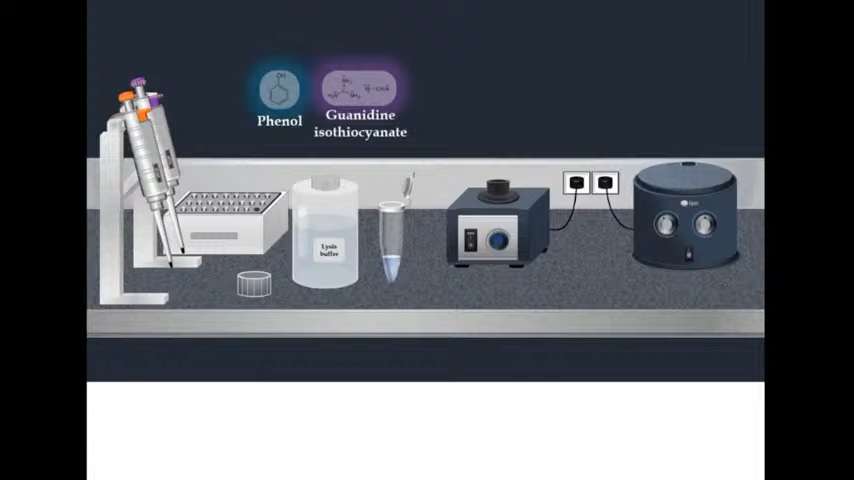 Phenol
Guanidine
isothiocyanate
Lysis
buffer